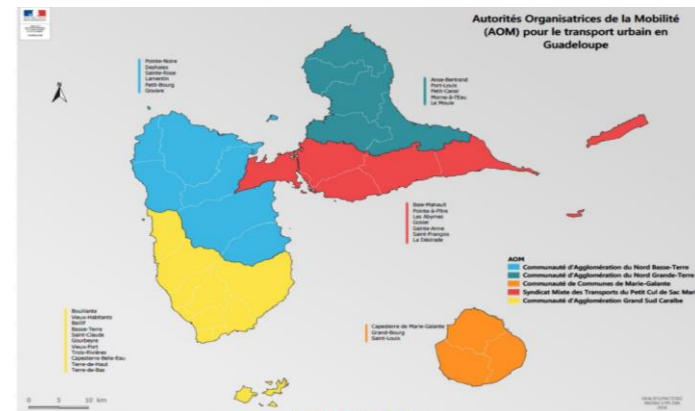 Autorités Organisatrices de la Mobilité
(AOM) pour le transport urbain en
Guadeloupe
Pointe-Noire
Deshaies
Sainte-Rose
Lamentin
Petit-Bourg
Goyave
Anse-Bertrand
Port-Louis
Petit-Canal
Morne-à-l'Eau
Le Moule
Baie-Mahault
Pointe-à-Pitre
Les Abymes
Gosier
Sainte-Anne
Saint-François
La Désirade
AOM
Communauté d'Agglomération du Nord Basse-Terre
Communauté d'Agglomération du Nord Grande-Terre
Communauté de Communes de Marie-Galante
Syndicat Mixte des Transports du Petit Cul de Sac Mari
Communauté d'Agglomération Grand Sud Caraïbe
Bouillante
Vieux-Habitants
Baillif
Basse-Terre
Saint-Claude
Gourbeyre
Vieux-Fort
Trois-Rivières
Capesterre-Belle-Eau
Terre-de-Haut
Terre-de-Bas
Capesterre de Marie-Galante
Grand-Bourg
Saint-Louis
0 5 10 km